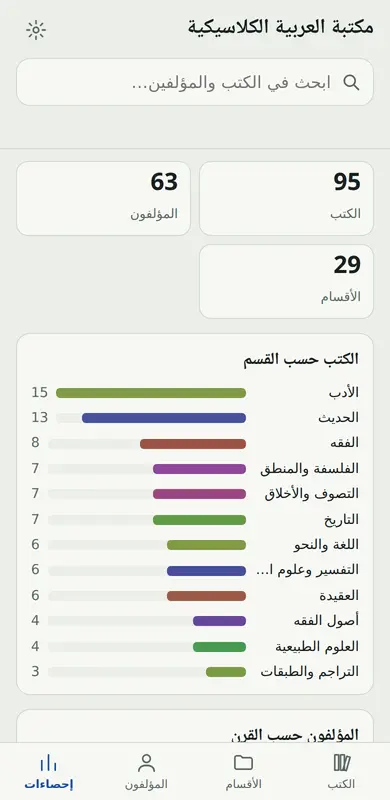 مكتبة العربية الكلاسيكية
ابحث في الكتب والمؤلفين...
95
الكتب
63
المؤلفون
29
الأقسام
الكتب حسب القسم
الأدب 15
الحديث 13
الفقه 8
الفلسفة والمنطق 7
التصوف والأخلاق 7
التاريخ 7
اللغة والنحو 6
التفسير وعلوم ا... 6
العقيدة 6
أصول الفقه 4
العلوم الطبيعية 4
التراجم والطبقات 3
المؤلفون حسب القرن
الكتب
الأقسام
المؤلفون
إحصاءات